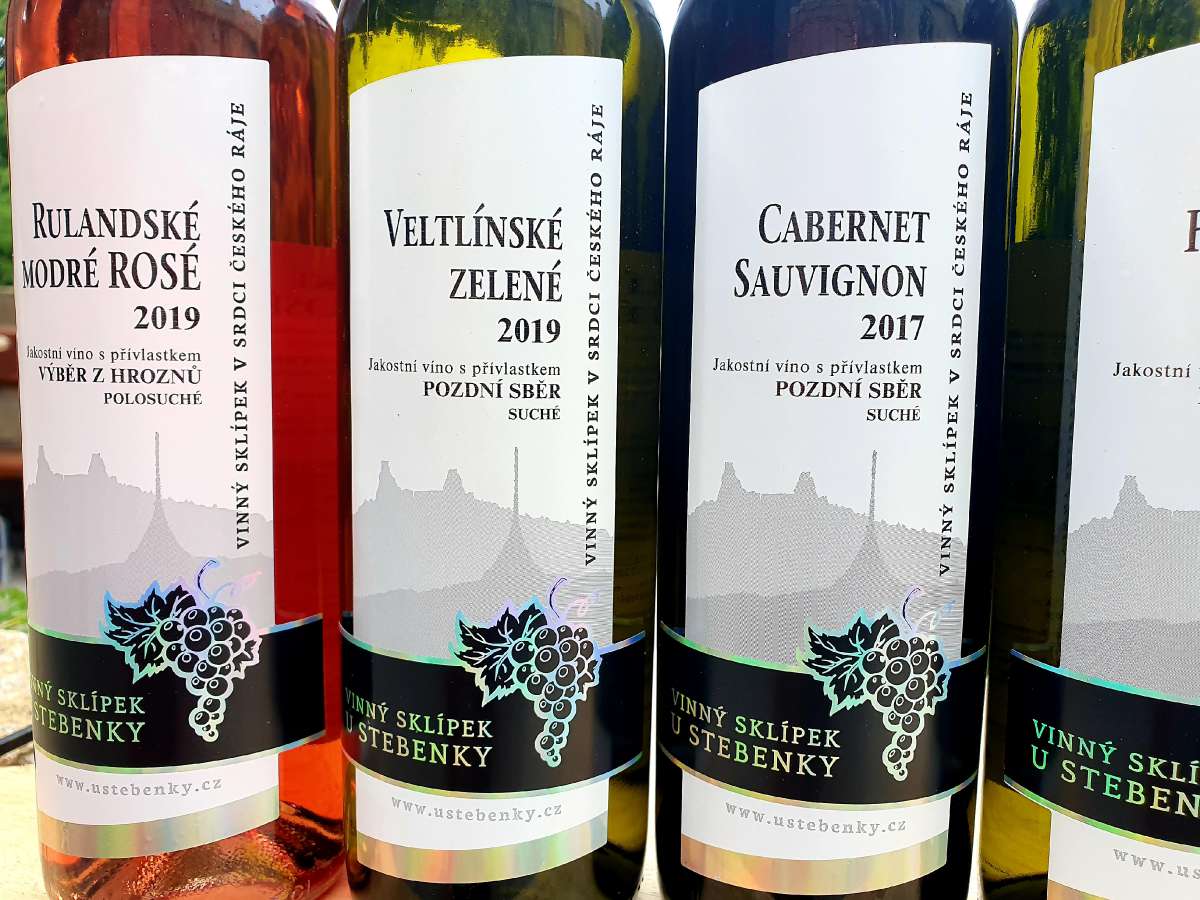 RULANDSKÉ
MODRÉ ROSÉ
2019
Jakostní víno s přívlastkem
VÝBĚR Z HROZNŮ
POLOSUCHÉ
VINNÝ SKLÍPEK V SRDCI ČESKÉHO RÁJE
SKLÍPEK
STEBENKY
www.ustebenky.cz
VELTLÍNSKÉ
ZELENÉ
2019
Jakostní víno s přívlastkem
POZDNÍ SBĚR
SUCHÉ
VINNÝ SKLÍPEK V SRDCI ČESKÉHO RÁJE
VINNÝ SKLÍPEK
U STEBENKY
www.ustebenky.cz
CABERNET
SAUVIGNON
2017
Jakostní víno s přívlastkem
POZDNÍ SBĚR
SUCHÉ
VINNÝ SKLÍPEK V SRDCI ČESKÉHO RÁJE
VINNÝ SKLÍPEK
U STEBENKY
www.ustebenky.cz
Jakostní
VINNÝ
U